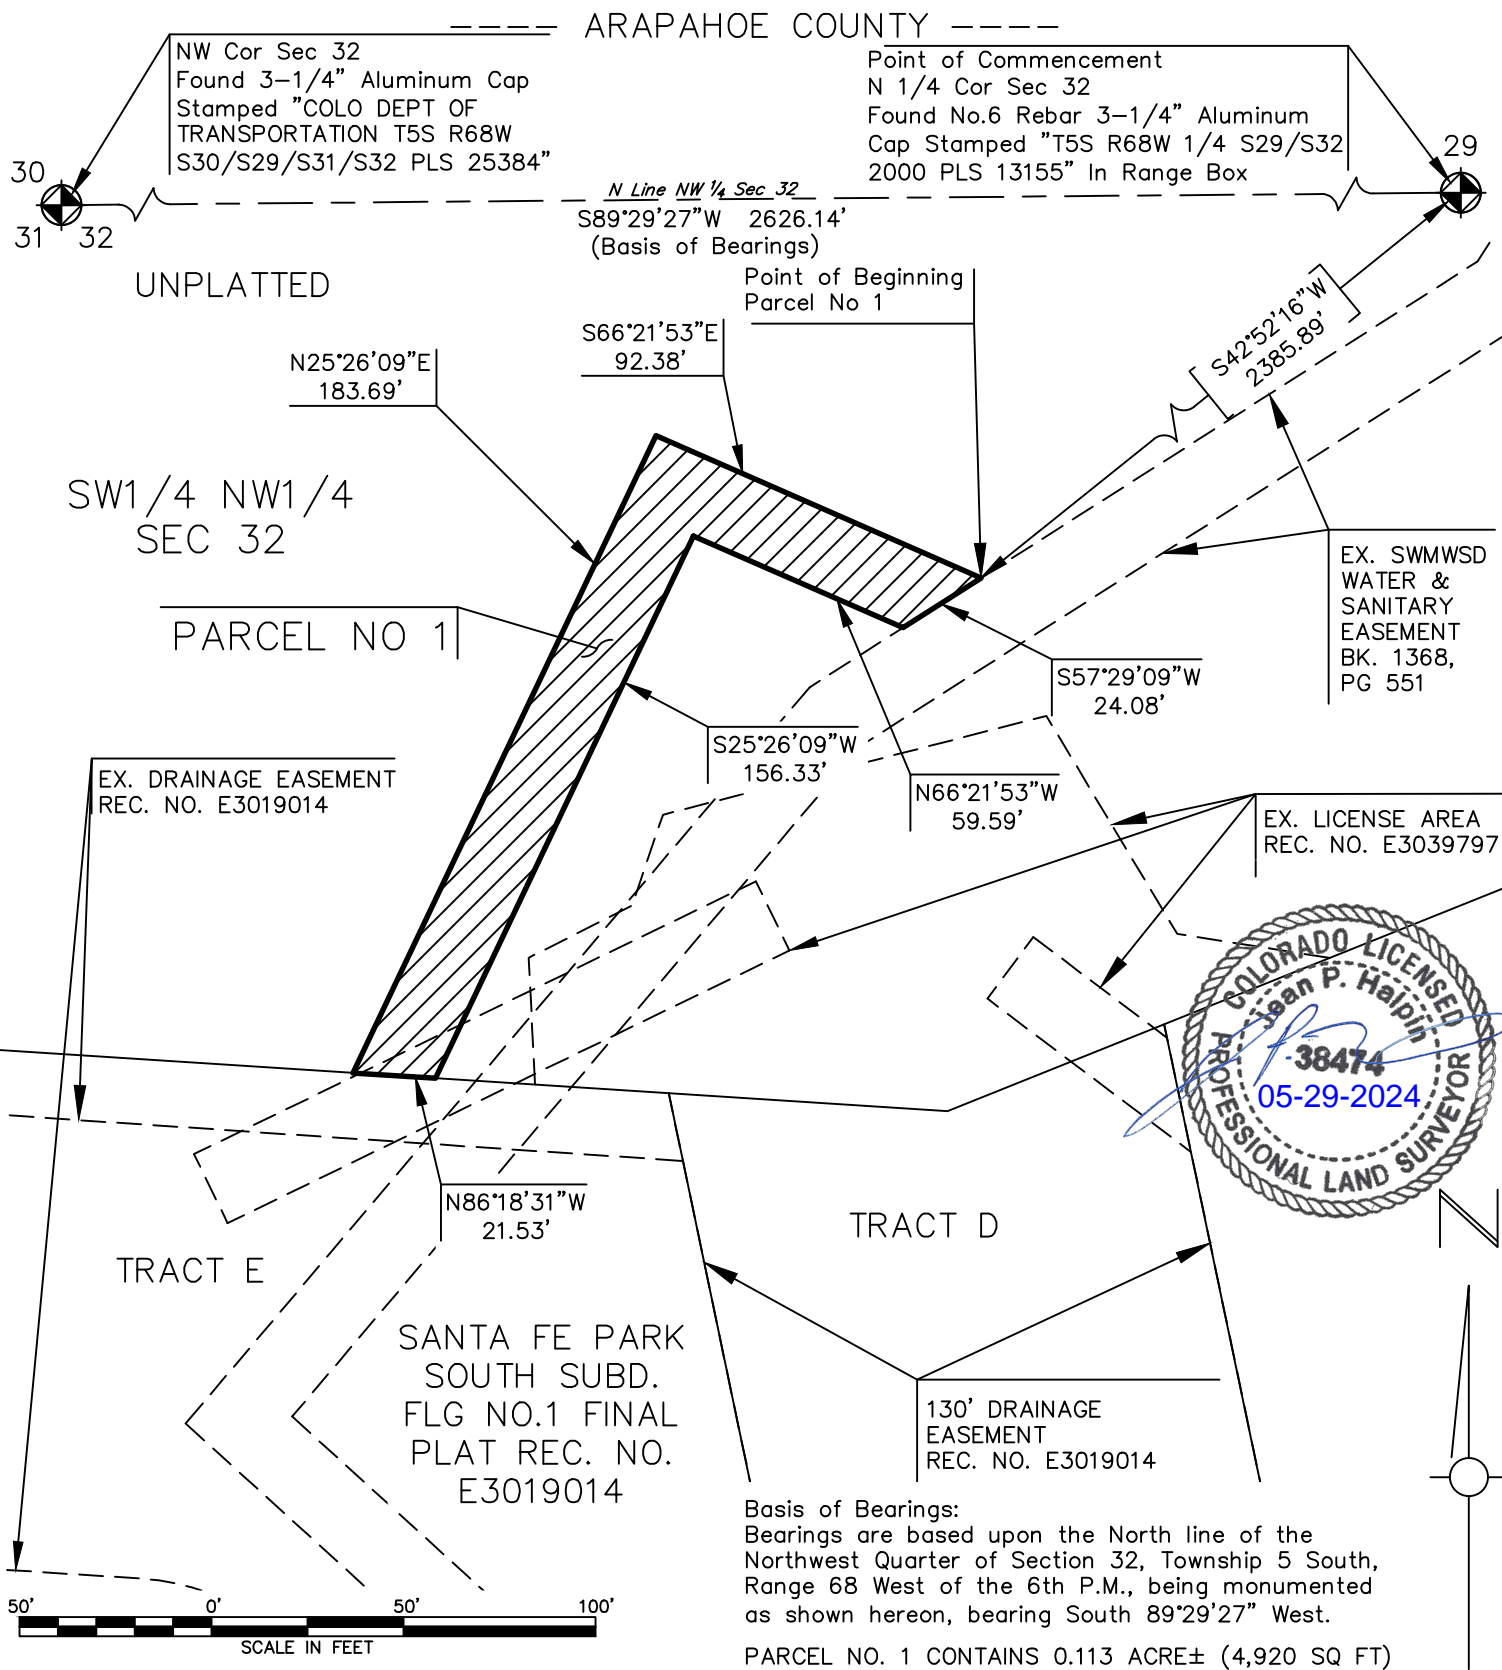 ARAPAHOE COUNTY
NW Cor Sec 32
Found 3-1/4" Aluminum Cap
Stamped "COLO DEPT OF
TRANSPORTATION T5S R68W
S30/S29/S31/S32 PLS 25384"
Point of Commencement
N 1/4 Cor Sec 32
Found No.6 Rebar 3-1/4" Aluminum
Cap Stamped "T5S R68W 1/4 S29/S32
2000 PLS 13155" In Range Box
30
29
31 32
N Line NW 1/4 Sec 32
S89°29'27"W 2626.14'
(Basis of Bearings)
UNPLATTED
Point of Beginning
Parcel No 1
S42°52'16"W
2385.89'
S66°21'53"E
92.38'
N25°26'09"E
183.69'
SW1/4 NW1/4
SEC 32
EX. SWMWSD
WATER &
SANITARY
EASEMENT
BK. 1368,
PG 551
PARCEL NO 1
S57°29'09"W
24.08'
S25°26'09"W
156.33'
N66°21'53"W
59.59'
EX. DRAINAGE EASEMENT
REC. NO. E3019014
EX. LICENSE AREA
REC. NO. E3039797
COLORADO LICENSED
Jean P. Halpin
38474
05-29-2024
PROFESSIONAL LAND SURVEYOR
N86°18'31"W
21.53'
TRACT D
N
TRACT E
SANTA FE PARK
SOUTH SUBD.
FLG NO.1 FINAL
PLAT REC. NO.
E3019014
130' DRAINAGE
EASEMENT
REC. NO. E3019014
Basis of Bearings:
Bearings are based upon the North line of the
Northwest Quarter of Section 32, Township 5 South,
Range 68 West of the 6th P.M., being monumented
as shown hereon, bearing South 89°29'27" West.
50' 0' 50' 100'
SCALE IN FEET
PARCEL NO. 1 CONTAINS 0.113 ACRE± (4,920 SQ FT)